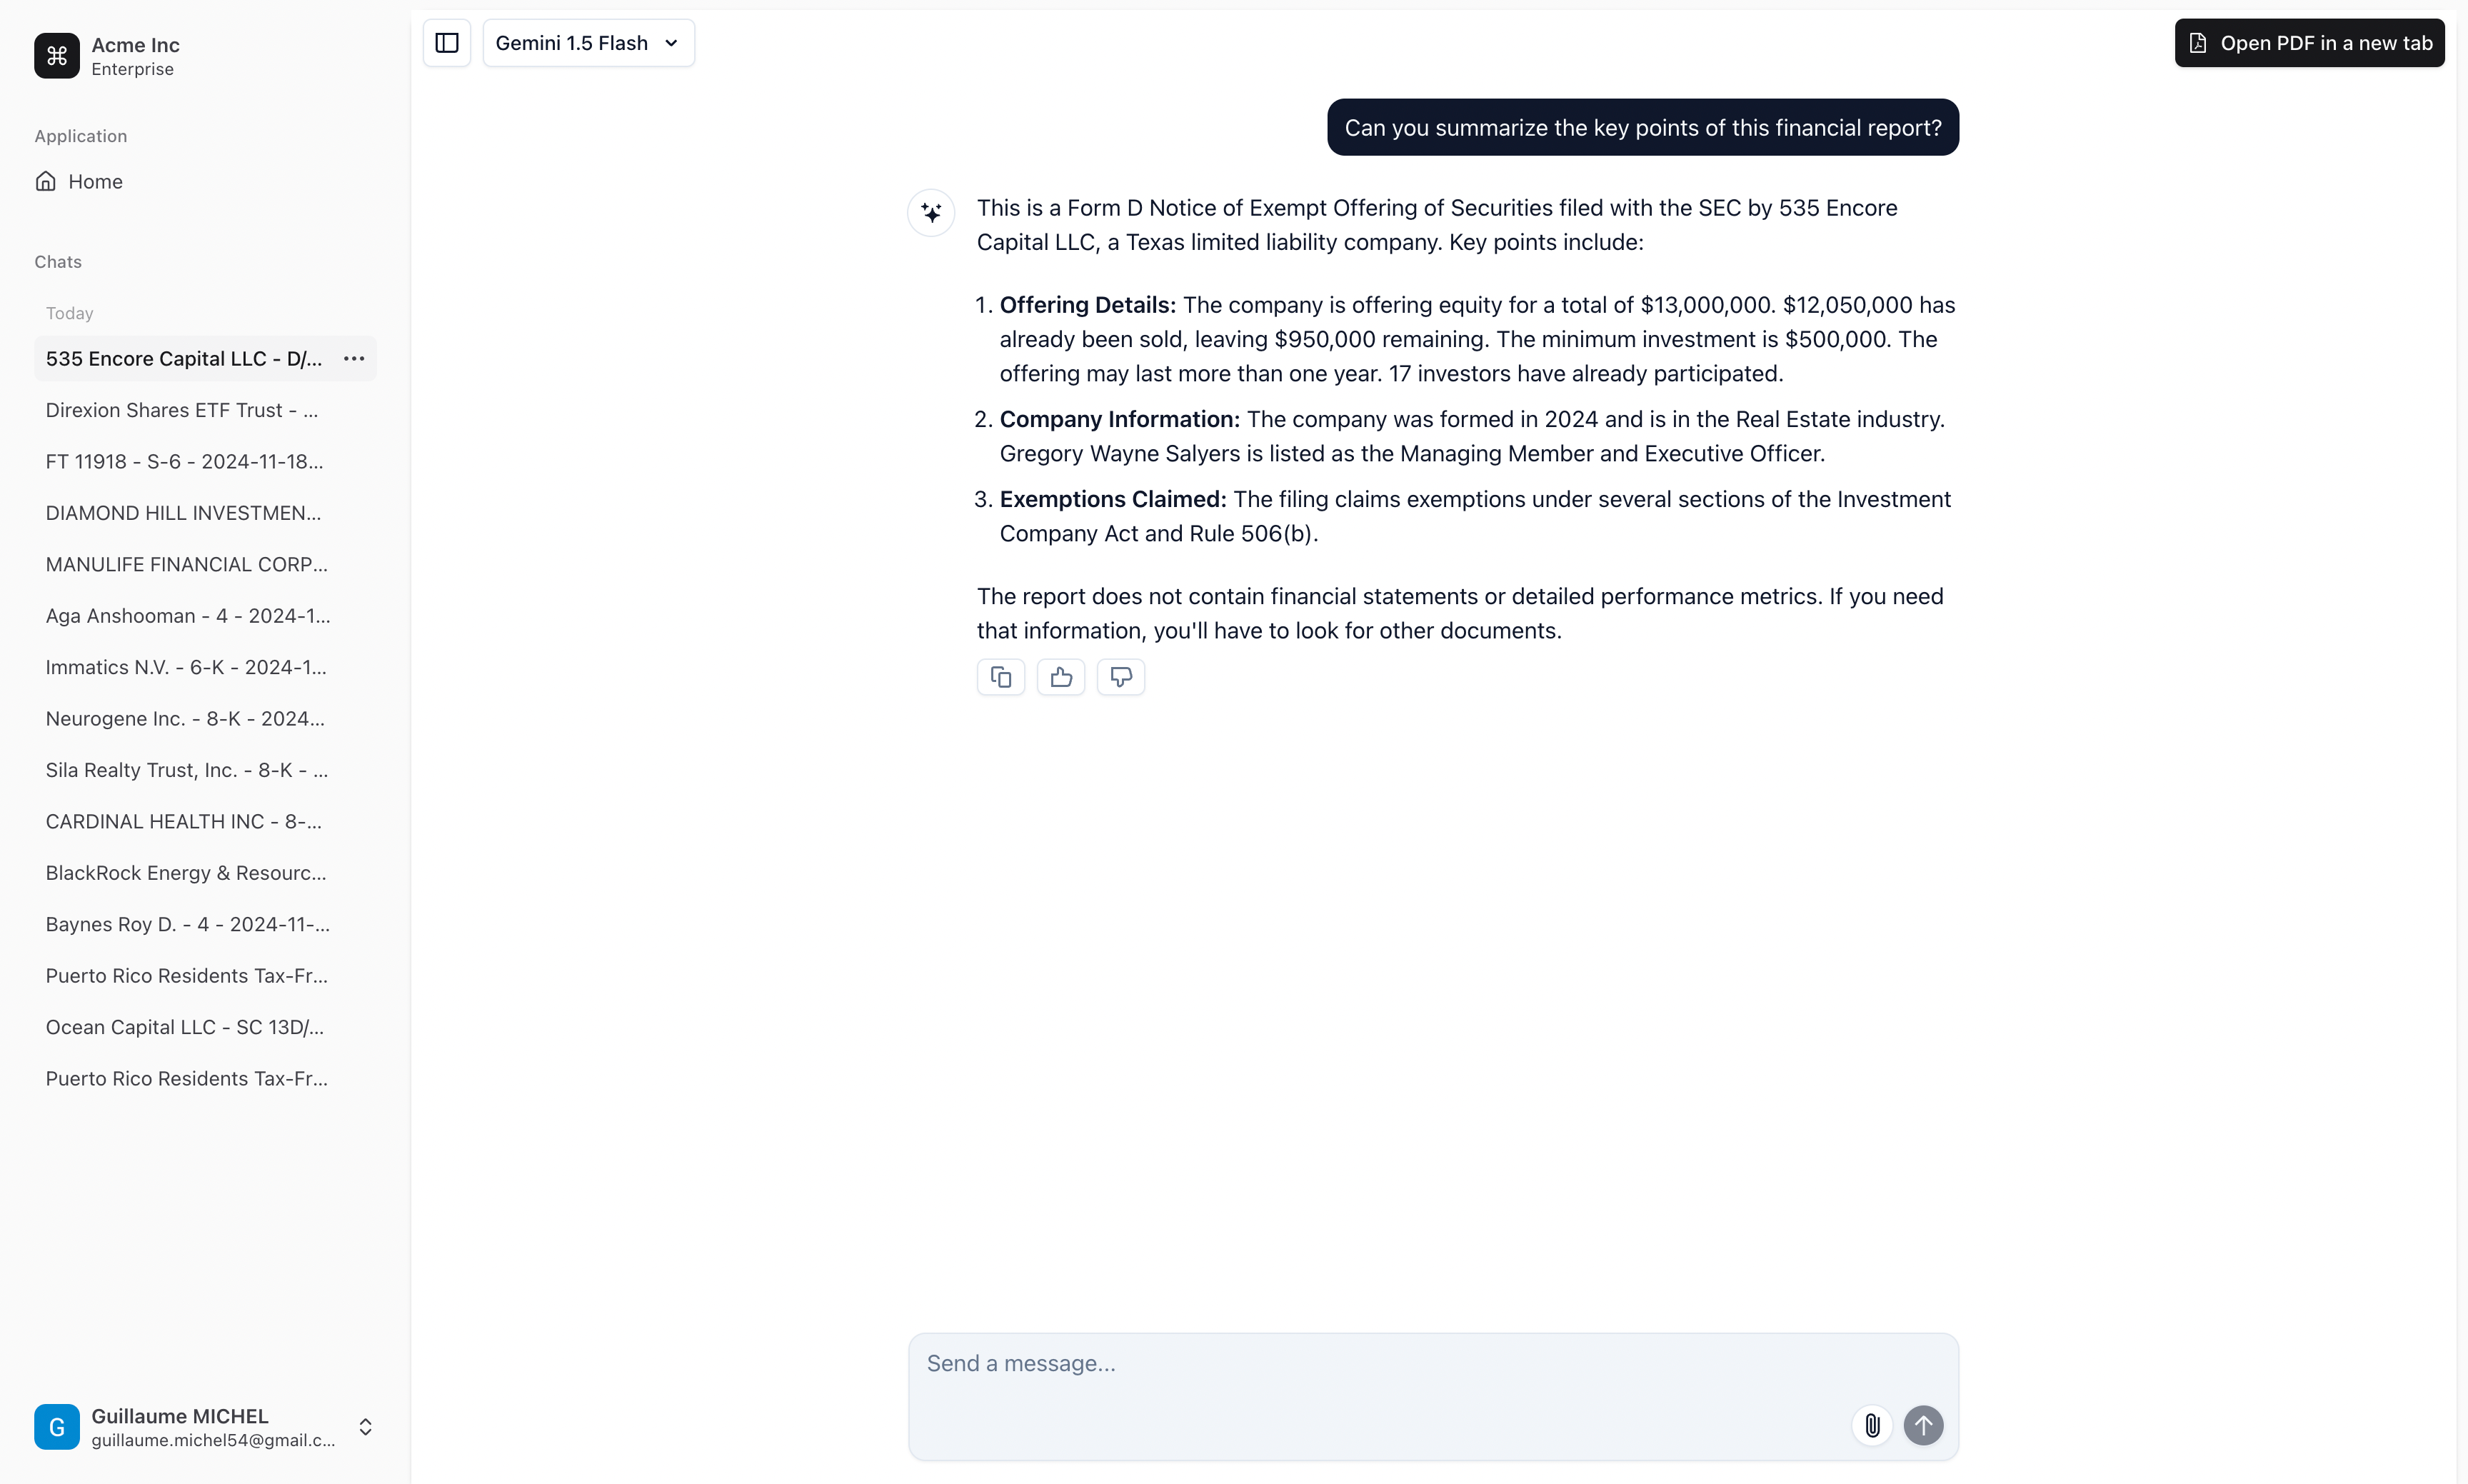 Acme Inc
Enterprise
Application
Home
Chats
Today
535 Encore Capital LLC - D/...
Direxion Shares ETF Trust - ...
FT 11918 - S-6 - 2024-11-18...
DIAMOND HILL INVESTMEN...
MANULIFE FINANCIAL CORP...
Aga Anshooman - 4 - 2024-1...
Immatics N.V. - 6-K - 2024-1...
Neurogene Inc. - 8-K - 2024...
Sila Realty Trust, Inc. - 8-K - ...
CARDINAL HEALTH INC - 8-...
BlackRock Energy & Resourc...
Baynes Roy D. - 4 - 2024-11-...
Puerto Rico Residents Tax-Fr...
Ocean Capital LLC - SC 13D/...
Puerto Rico Residents Tax-Fr...
G
Guillaume MICHEL
guillaume.michel54@gmail.c...
Gemini 1.5 Flash
Open PDF in a new tab
Can you summarize the key points of this financial report?
This is a Form D Notice of Exempt Offering of Securities filed with the SEC by 535 Encore
Capital LLC, a Texas limited liability company. Key points include:
1. Offering Details: The company is offering equity for a total of $13,000,000. $12,050,000 has
already been sold, leaving $950,000 remaining. The minimum investment is $500,000. The
offering may last more than one year. 17 investors have already participated.
2. Company Information: The company was formed in 2024 and is in the Real Estate industry.
Gregory Wayne Salyers is listed as the Managing Member and Executive Officer.
3. Exemptions Claimed: The filing claims exemptions under several sections of the Investment
Company Act and Rule 506(b).
The report does not contain financial statements or detailed performance metrics. If you need
that information, you'll have to look for other documents.
Send a message...